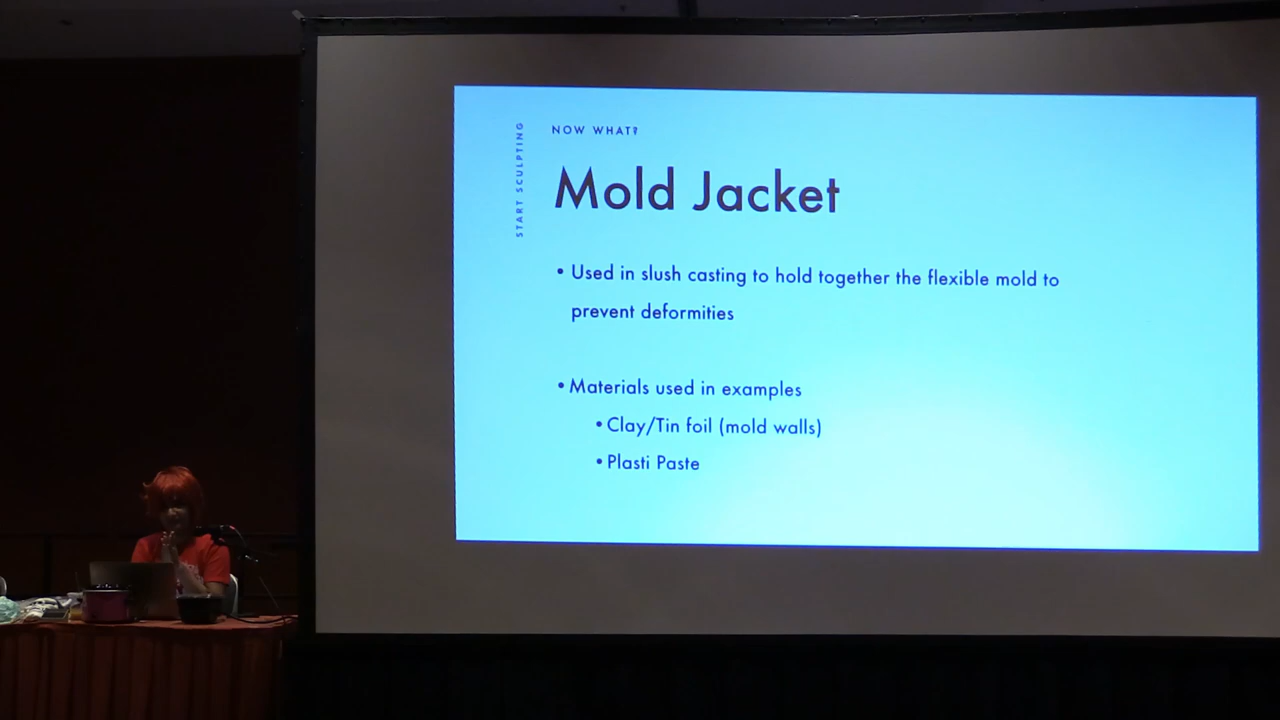 START SCULPTING
NOW WHAT?
Mold Jacket
• Used in slush casting to hold together the flexible mold to
prevent deformities
• Materials used in examples
• Clay/Tin foil (mold walls)
• Plasti Paste